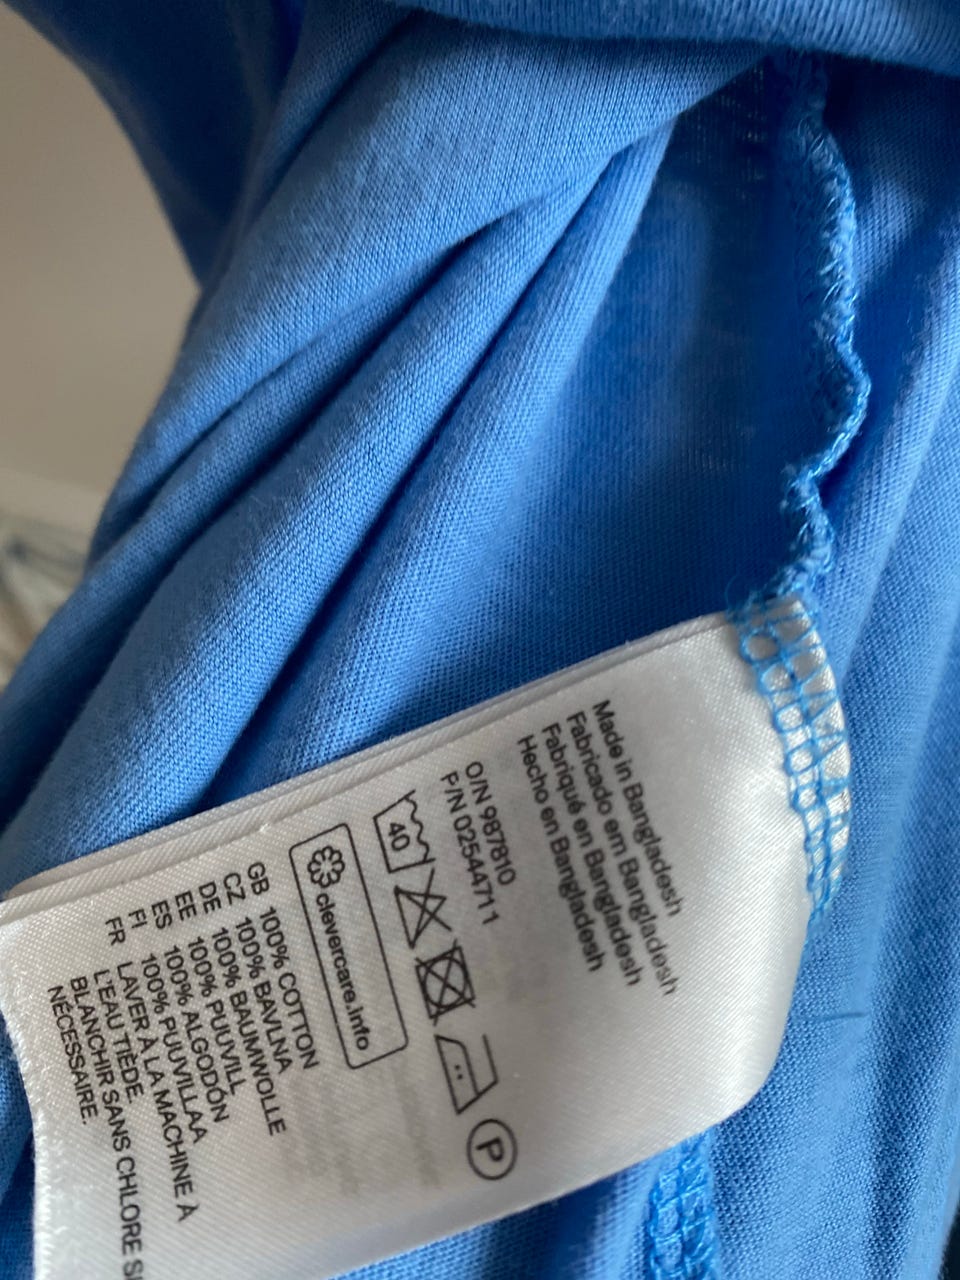 Made in Bangladesh
Fabricado em Bangladesh
Fabriqué en Bangladesh
Hecho en Bangladesh
O/N 987810
P/N 02544711
40
P
clevercare.info
GB 100% COTTON
CZ 100% BAVLNA
DE 100% BAUMWOLLE
EE 100% PUUVILL
ES 100% ALGODÓN
FI 100% PUUVILLAA
FR LAVER À LA MACHINE À
L'EAU TIÈDE.
BLANCHIR SANS CHLORE
NÉCESSAIRE.